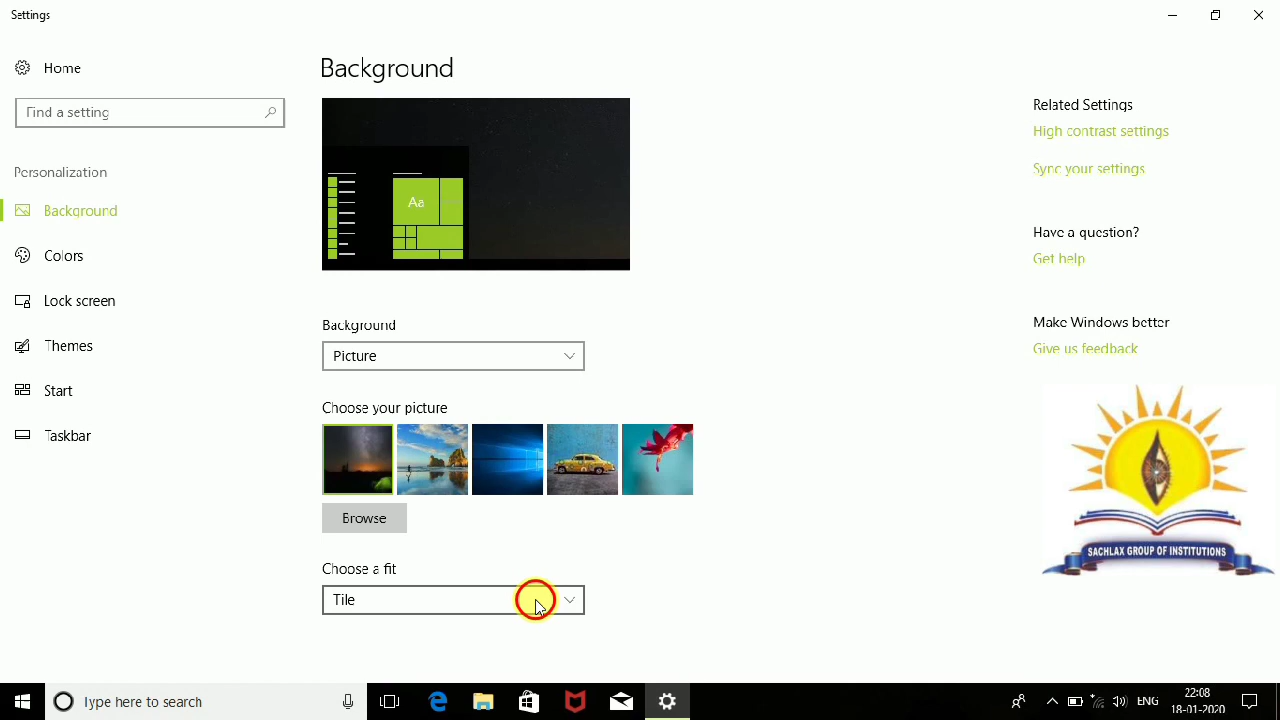 Settings
Home
Find a setting
Personalization
Background
Colors
Lock screen
Themes
Start
Taskbar
Background
Aa
Background
Picture
Choose your picture
Browse
Choose a fit
Tile
Related Settings
High contrast settings
Sync your settings
Have a question?
Get help
Make Windows better
Give us feedback
SACHLAX GROUP OF INSTITUTIONS
Type here to search
ENG
22:08
18-01-2020